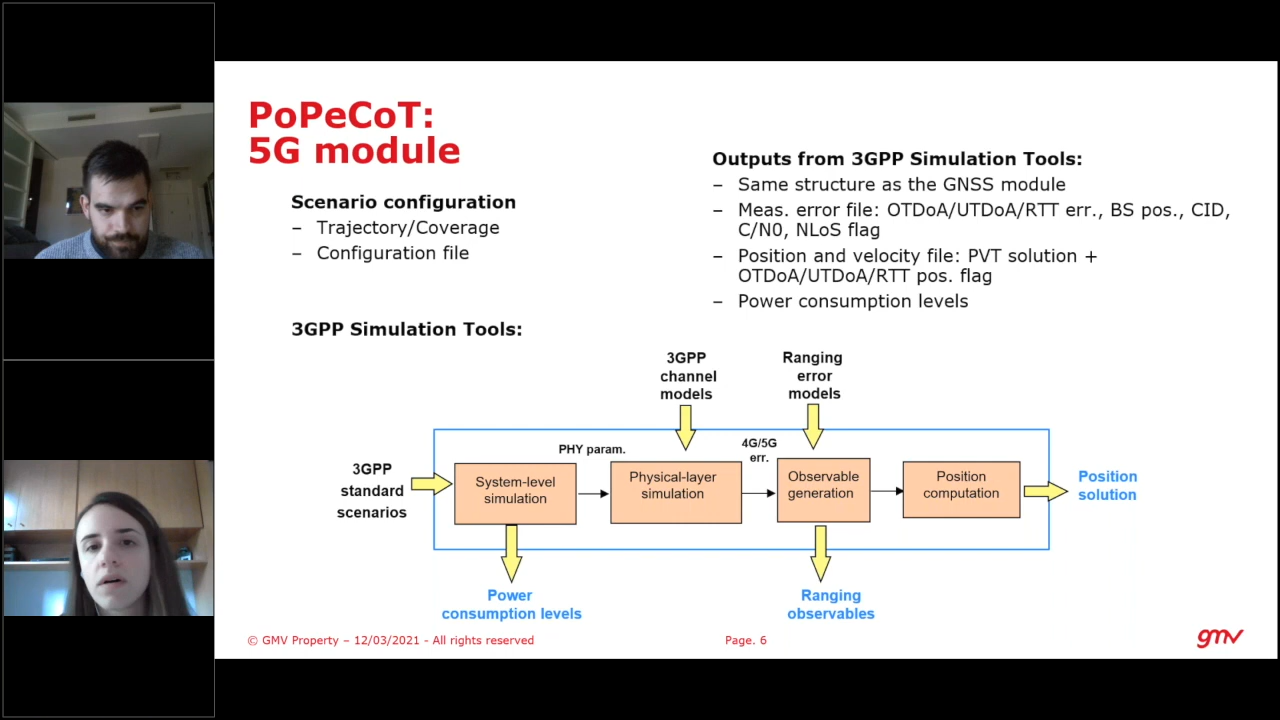 PoPeCoT:
5G module
Scenario configuration
– Trajectory/Coverage
– Configuration file
Outputs from 3GPP Simulation Tools:
– Same structure as the GNSS module
– Meas. error file: OTDoA/UTDoA/RTT err., BS pos., CID,
C/N0, NLoS flag
– Position and velocity file: PVT solution +
OTDoA/UTDoA/RTT pos. flag
– Power consumption levels
3GPP Simulation Tools:
3GPP
channel
models
Ranging
error
models
PHY param.
4G/5G
err.
3GPP
standard
scenarios
System-level
simulation
Physical-layer
simulation
Observable
generation
Position
computation
Position
solution
Power
consumption levels
Ranging
observables
© GMV Property – 12/03/2021 - All rights reserved
Page. 6
gmv